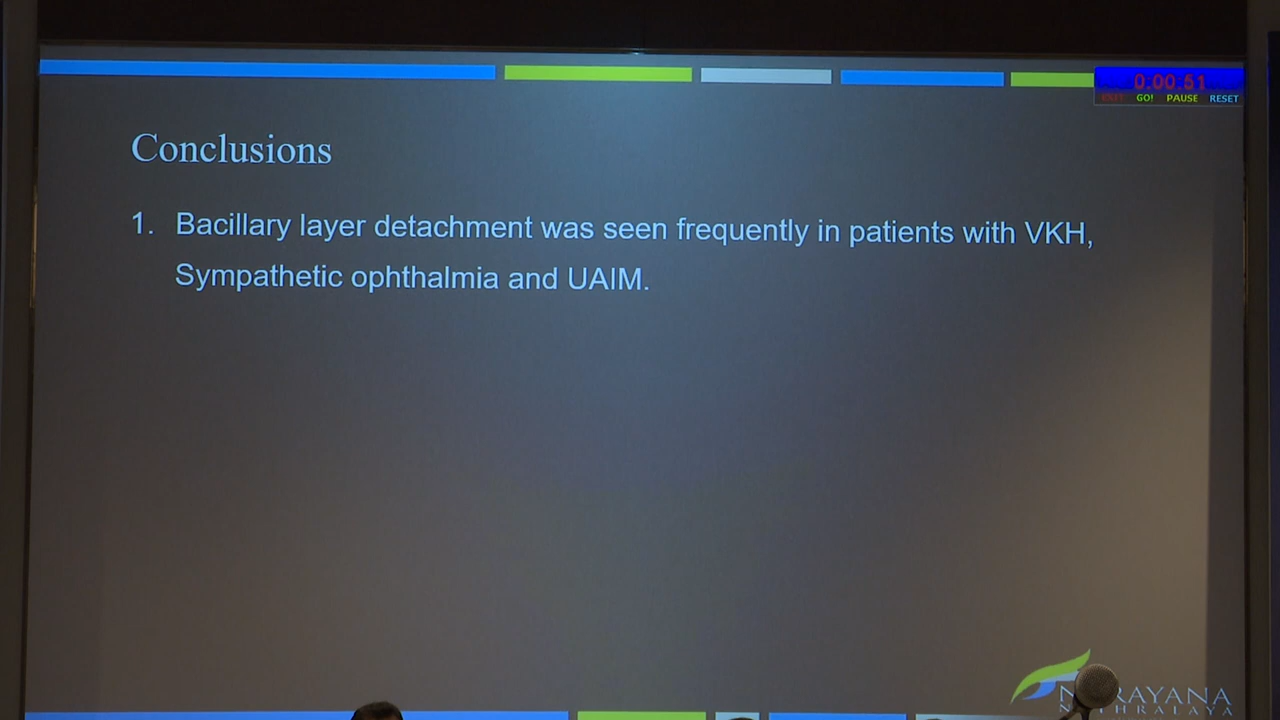 0:00:51
EXIT GO! PAUSE RESET
Conclusions
1. Bacillary layer detachment was seen frequently in patients with VKH,
Sympathetic ophthalmia and UAIM.